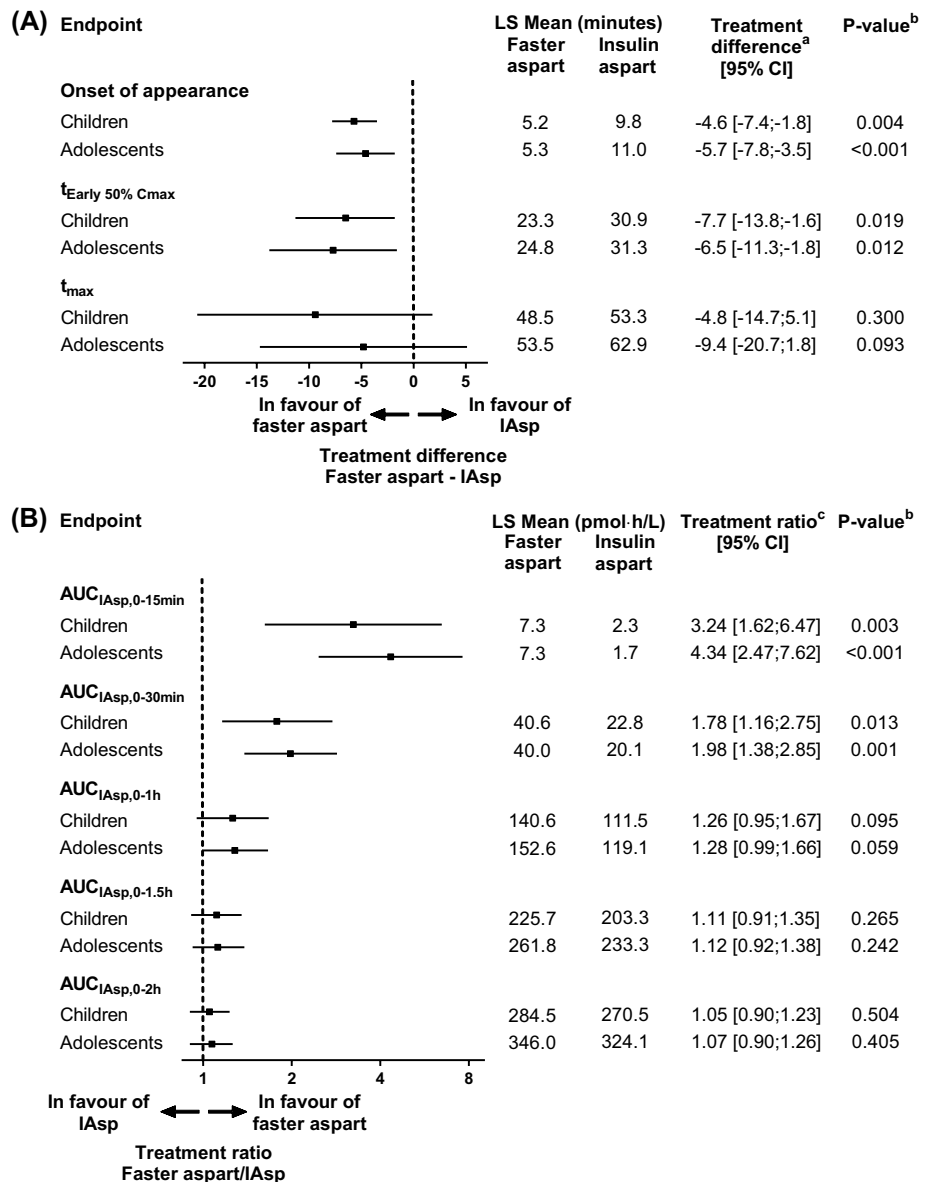 (A) Endpoint LS Mean (minutes) Treatment P-valueᵇ
Faster Insulin differenceᵃ
aspart aspart [95% CI]
Onset of appearance
Children 5.2 9.8 -4.6 [-7.4;-1.8] 0.004
Adolescents 5.3 11.0 -5.7 [-7.8;-3.5] <0.001
tEarly 50% Cmax
Children 23.3 30.9 -7.7 [-13.8;-1.6] 0.019
Adolescents 24.8 31.3 -6.5 [-11.3;-1.8] 0.012
tmax
Children 48.5 53.3 -4.8 [-14.7;5.1] 0.300
Adolescents 53.5 62.9 -9.4 [-20.7;1.8] 0.093
-20 -15 -10 -5 0 5
In favour of In favour of
faster aspart IAsp
Treatment difference
Faster aspart - IAsp
(B) Endpoint LS Mean (pmol·h/L) Treatment ratioᶜ P-valueᵇ
Faster Insulin [95% CI]
aspart aspart
AUCIAsp,0-15min
Children 7.3 2.3 3.24 [1.62;6.47] 0.003
Adolescents 7.3 1.7 4.34 [2.47;7.62] <0.001
AUCIAsp,0-30min
Children 40.6 22.8 1.78 [1.16;2.75] 0.013
Adolescents 40.0 20.1 1.98 [1.38;2.85] 0.001
AUCIAsp,0-1h
Children 140.6 111.5 1.26 [0.95;1.67] 0.095
Adolescents 152.6 119.1 1.28 [0.99;1.66] 0.059
AUCIAsp,0-1.5h
Children 225.7 203.3 1.11 [0.91;1.35] 0.265
Adolescents 261.8 233.3 1.12 [0.92;1.38] 0.242
AUCIAsp,0-2h
Children 284.5 270.5 1.05 [0.90;1.23] 0.504
Adolescents 346.0 324.1 1.07 [0.90;1.26] 0.405
1 2 4 8
In favour of In favour of
IAsp faster aspart
Treatment ratio
Faster aspart/IAsp